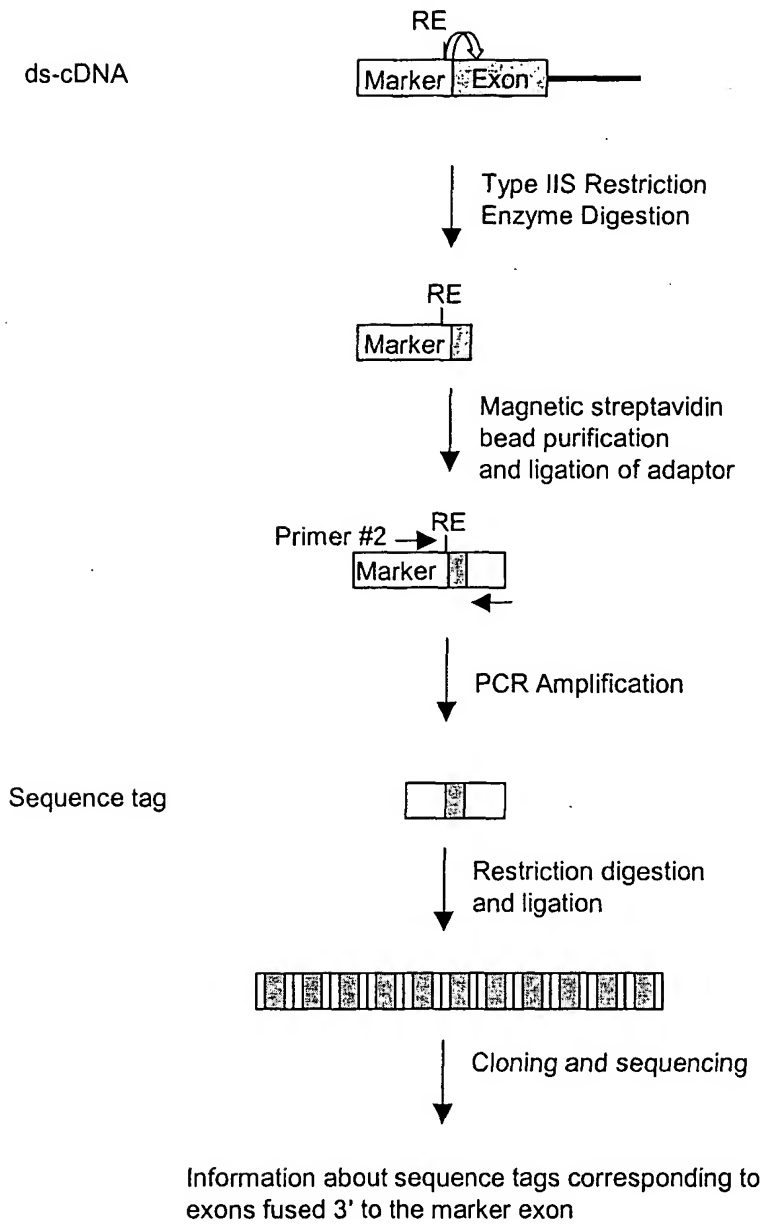 RE
ds-cDNA
Marker
Exon
Type IIS Restriction
Enzyme Digestion
RE
Marker
Magnetic streptavidin
bead purification
and ligation of adaptor
RE
Primer #2
Marker
PCR Amplification
Sequence tag
Restriction digestion
and ligation
Cloning and sequencing
Information about sequence tags corresponding to
exons fused 3' to the marker exon